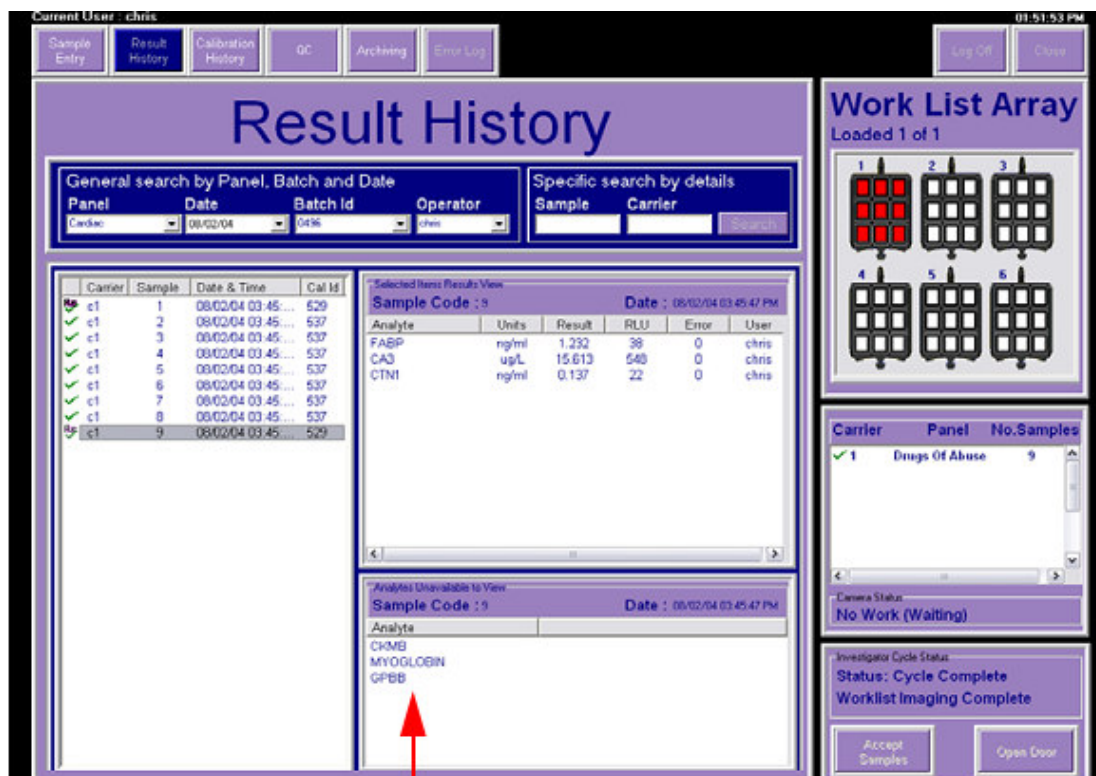 Current User : chris 01:51:53 PM
Sample Entry Result History Calibration History QC Archiving Error Log Log Off Close
Result History
General search by Panel, Batch and Date
Panel Date Batch Id Operator
Cardiac 08/02/04 0496 chris
Specific search by details
Sample Carrier
Search
Carrier Sample Date & Time Cal Id
c1 1 08/02/04 03:45:... 529
c1 2 08/02/04 03:45:... 537
c1 3 08/02/04 03:45:... 537
c1 4 08/02/04 03:45:... 537
c1 5 08/02/04 03:45:... 537
c1 6 08/02/04 03:45:... 537
c1 7 08/02/04 03:45:... 537
c1 8 08/02/04 03:45:... 537
c1 9 08/02/04 03:45:... 529
Selected Items Results View
Sample Code : 9 Date : 08/02/04 03:45:47 PM
Analyte Units Result RLU Error User
FABP ng/ml 1.232 38 0 chris
CA3 ug/L 15.613 548 0 chris
CTN1 ng/ml 0.137 22 0 chris
Analytes Unavailable to View
Sample Code : 9 Date : 08/02/04 03:45:47 PM
Analyte
CKMB
MYOGLOBIN
GPBB
Work List Array
Loaded 1 of 1
1 2 3
4 5 6
Carrier Panel No.Samples
1 Drugs Of Abuse 9
Camera Status
No Work (Waiting)
Investigator Cycle Status
Status: Cycle Complete
Worklist Imaging Complete
Accept Samples Open Door